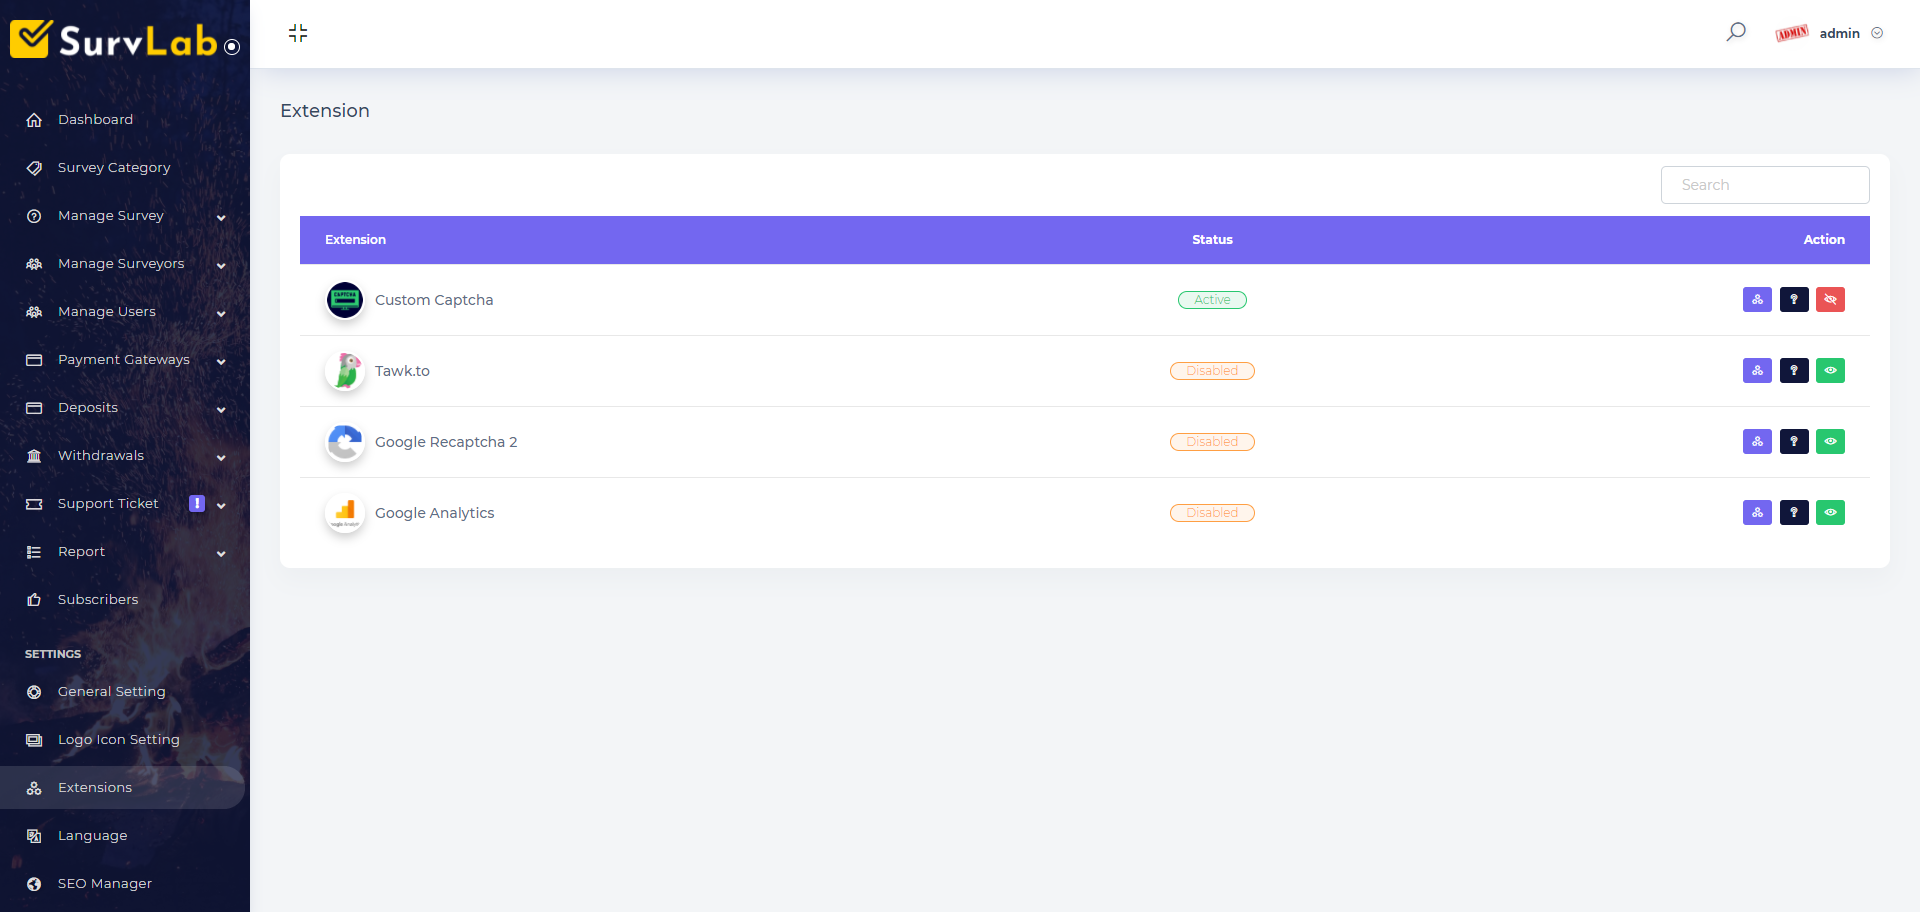 SurvLab
ADMIN
admin
Dashboard
Survey Category
Manage Survey
Manage Surveyors
Manage Users
Payment Gateways
Deposits
Withdrawals
Support Ticket
!
Report
Subscribers
SETTINGS
General Setting
Logo Icon Setting
Extensions
Language
SEO Manager
Extension
Search
Extension Status Action
CAPTCHA
Custom Captcha Active
Tawk.to Disabled
Google Recaptcha 2 Disabled
Google Analytics Disabled